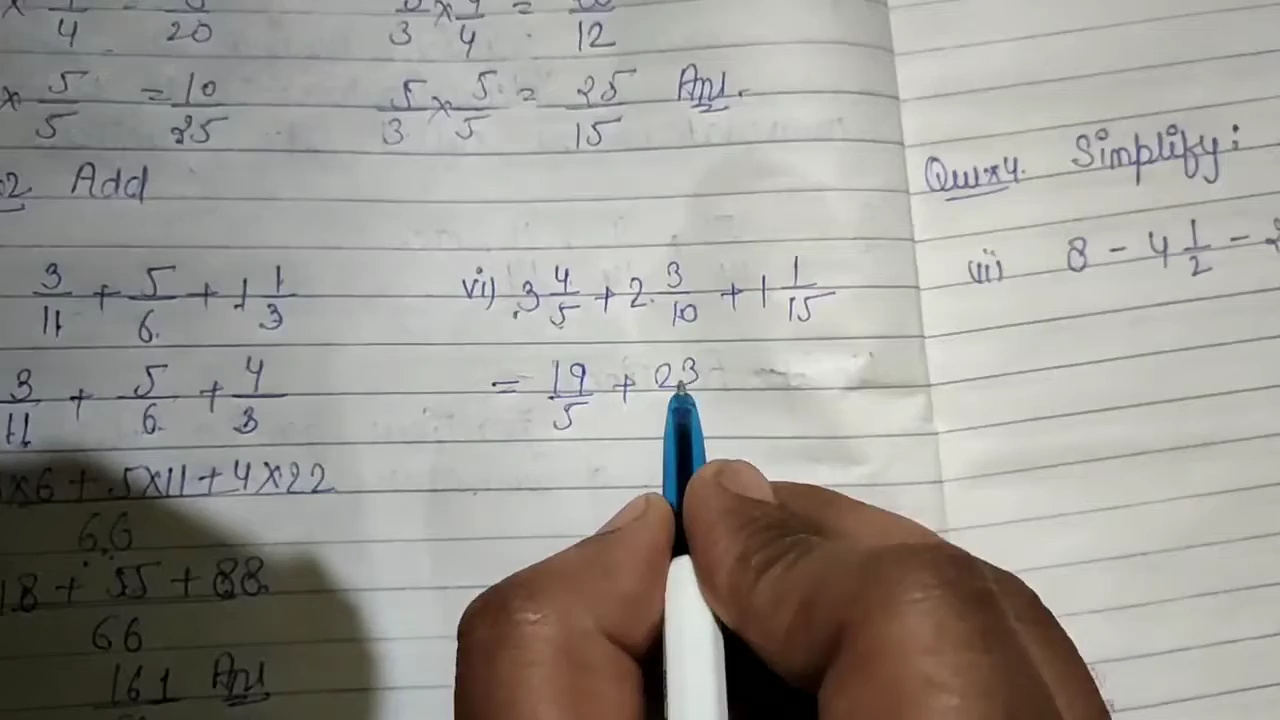 4 20 3 × 4 = 12
× 5/5 = 10/25 5/3 × 5/5 = 25/15 Ans.
2 Add
3/11 + 5/6 + 1 1/3
3/11 + 5/6 + 4/3
×6 + 5×11 + 4×22
66
18 + 55 + 88
66
161 Ans
vi) 3 4/5 + 2 3/10 + 1 1/15
= 19/5 + 23
Ques 4. Simplify:
(ii) 8 - 4 1/2 -